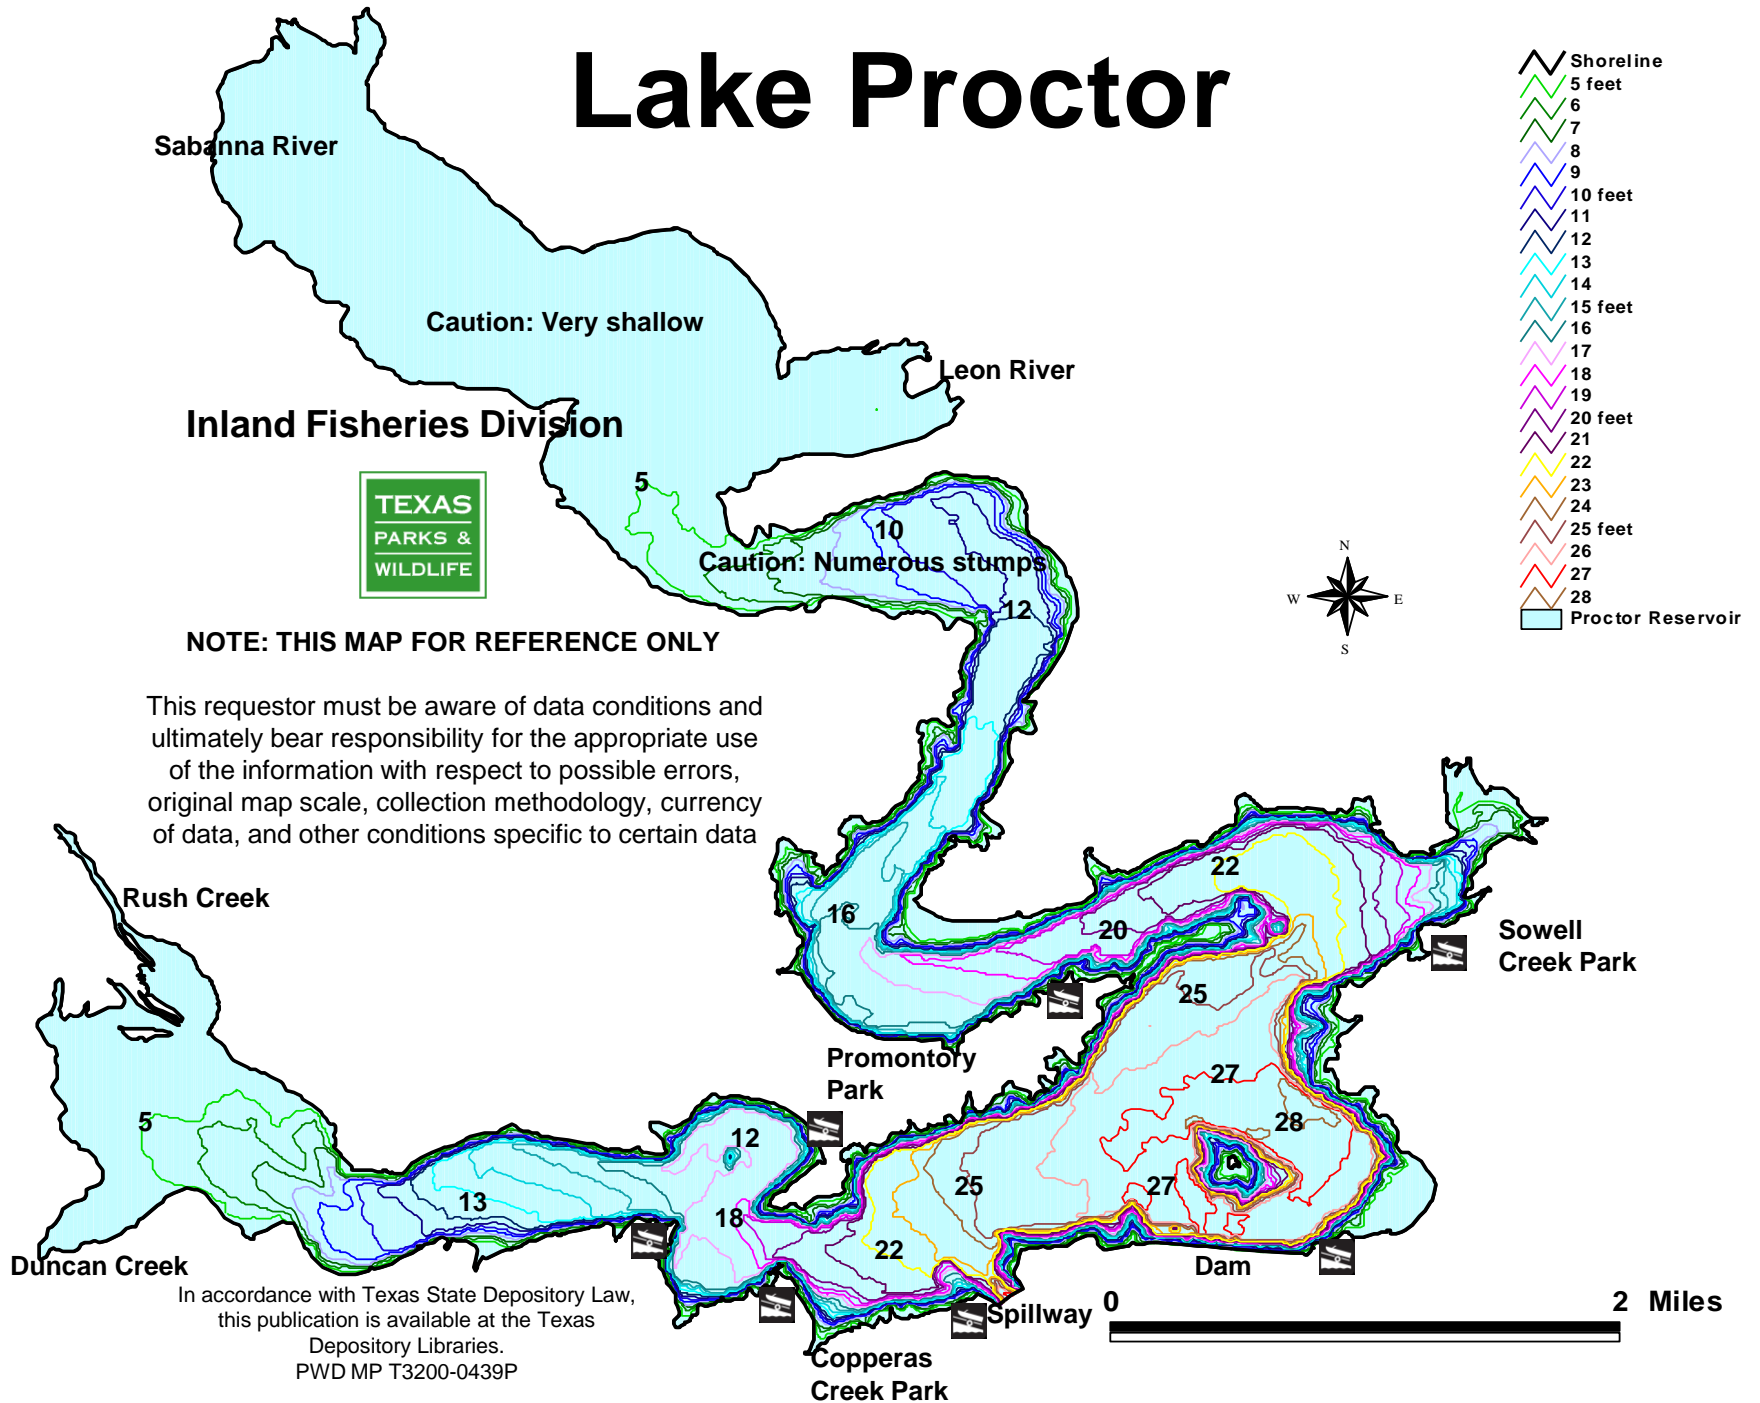 Lake Proctor
Shoreline
5 feet
6
7
8
9
10 feet
11
12
13
14
15 feet
16
17
18
19
20 feet
21
22
23
24
25 feet
26
27
28
Proctor Reservoir
Sabanna River
Caution: Very shallow
Leon River
Inland Fisheries Division
TEXAS
PARKS &
WILDLIFE
5
10
Caution: Numerous stumps
12
N
W
E
S
NOTE: THIS MAP FOR REFERENCE ONLY
This requestor must be aware of data conditions and
ultimately bear responsibility for the appropriate use
of the information with respect to possible errors,
original map scale, collection methodology, currency
of data, and other conditions specific to certain data
Rush Creek
16
22
20
Sowell
Creek Park
25
Promontory
Park
27
28
5
12
13
18
25
27
22
Duncan Creek
Dam
In accordance with Texas State Depository Law,
this publication is available at the Texas
Depository Libraries.
PWD MP T3200-0439P
Spillway
0
2 Miles
Copperas
Creek Park